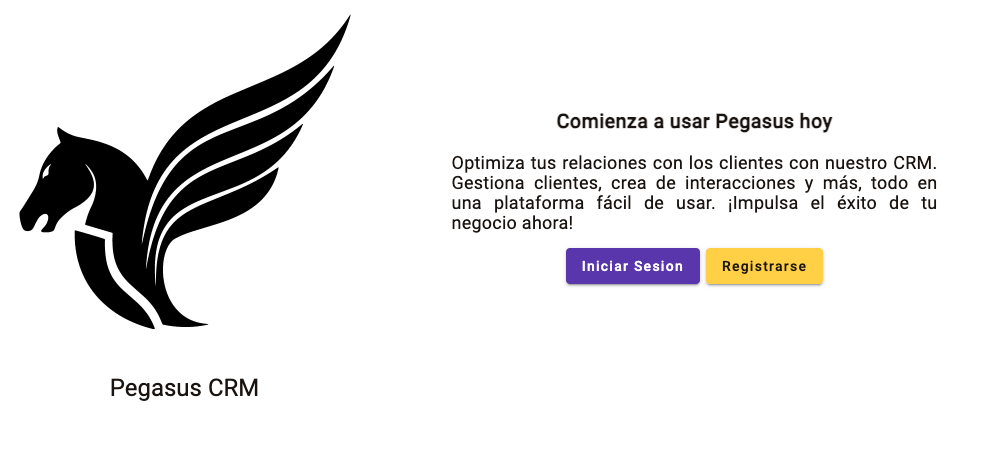 Comienza a usar Pegasus hoy
Optimiza tus relaciones con los clientes con nuestro CRM.
Gestiona clientes, crea de interacciones y más, todo en
una plataforma fácil de usar. ¡Impulsa el éxito de tu
negocio ahora!
Iniciar Sesion Registrarse
Pegasus CRM